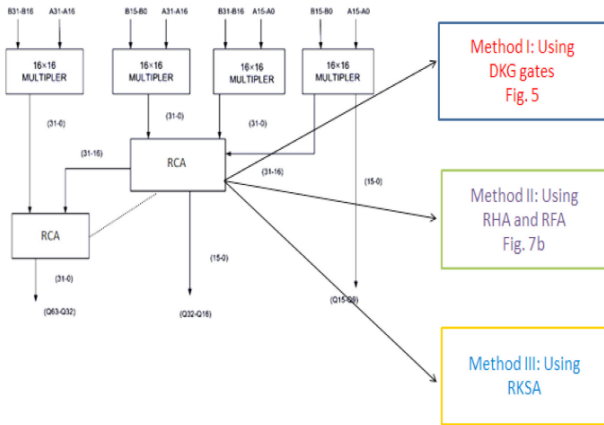 B31-B16 A31-A16 B15-B0 A31-A16 B31-B16 A15-A0 B15-B0 A15-A0
16×16
MULTIPLER
16×16
MULTIPLER
16×16
MULTIPLER
16×16
MULTIPLER
(31-0)
(31-0)
(31-0)
RCA
(31-16)
(31-16)
(15-0)
RCA
(15-0)
(31-0)
(Q63-Q32)
(Q32-Q16)
Method I: Using
DKG gates
Fig. 5
Method II: Using
RHA and RFA
Fig. 7b
Method III: Using
RKSA